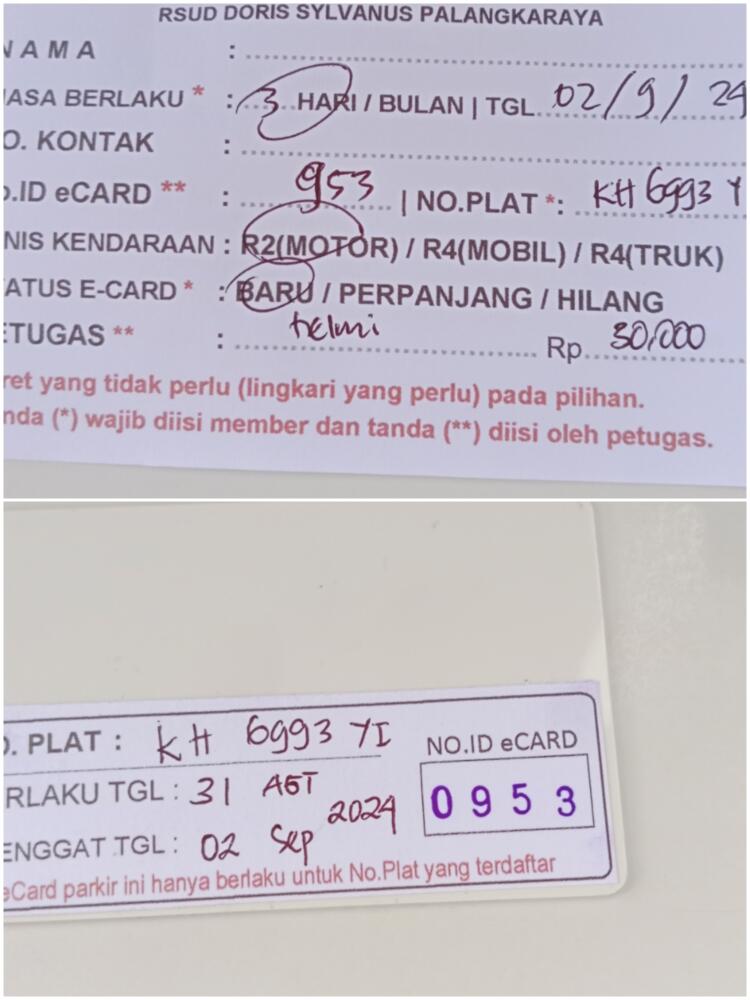 RSUD DORIS SYLVANUS PALANGKARAYA
NAMA :
MASA BERLAKU * : 3 HARI / BULAN | TGL 02/9/24
O. KONTAK :
O.ID eCARD ** : 953 | NO.PLAT *: KH 6993 Y
NIS KENDARAAN : R2(MOTOR) / R4(MOBIL) / R4(TRUK)
ATUS E-CARD * : BARU / PERPANJANG / HILANG
ETUGAS ** : helmi Rp 30,000
ret yang tidak perlu (lingkari yang perlu) pada pilihan.
nda (*) wajib diisi member dan tanda (**) diisi oleh petugas.
O. PLAT : KH 6993 YI
NO.ID eCARD
RLAKU TGL : 31 AGT 2024
0953
ENGGAT TGL : 02 Sep
eCard parkir ini hanya berlaku untuk No.Plat yang terdaftar